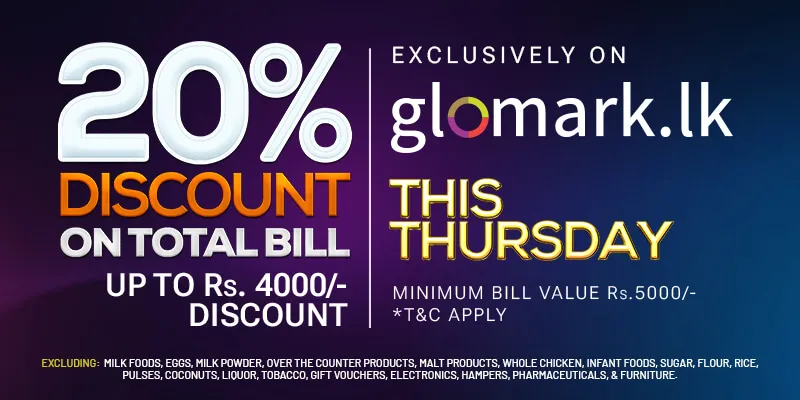 20%
DISCOUNT
ON TOTAL BILL
UP TO Rs. 4000/-
DISCOUNT
EXCLUSIVELY ON
glomark.lk
THIS
THURSDAY
MINIMUM BILL VALUE Rs.5000/-
*T&C APPLY
EXCLUDING: MILK FOODS, EGGS, MILK POWDER, OVER THE COUNTER PRODUCTS, MALT PRODUCTS, WHOLE CHICKEN, INFANT FOODS, SUGAR, FLOUR, RICE,
PULSES, COCONUTS, LIQUOR, TOBACCO, GIFT VOUCHERS, ELECTRONICS, HAMPERS, PHARMACEUTICALS, & FURNITURE.